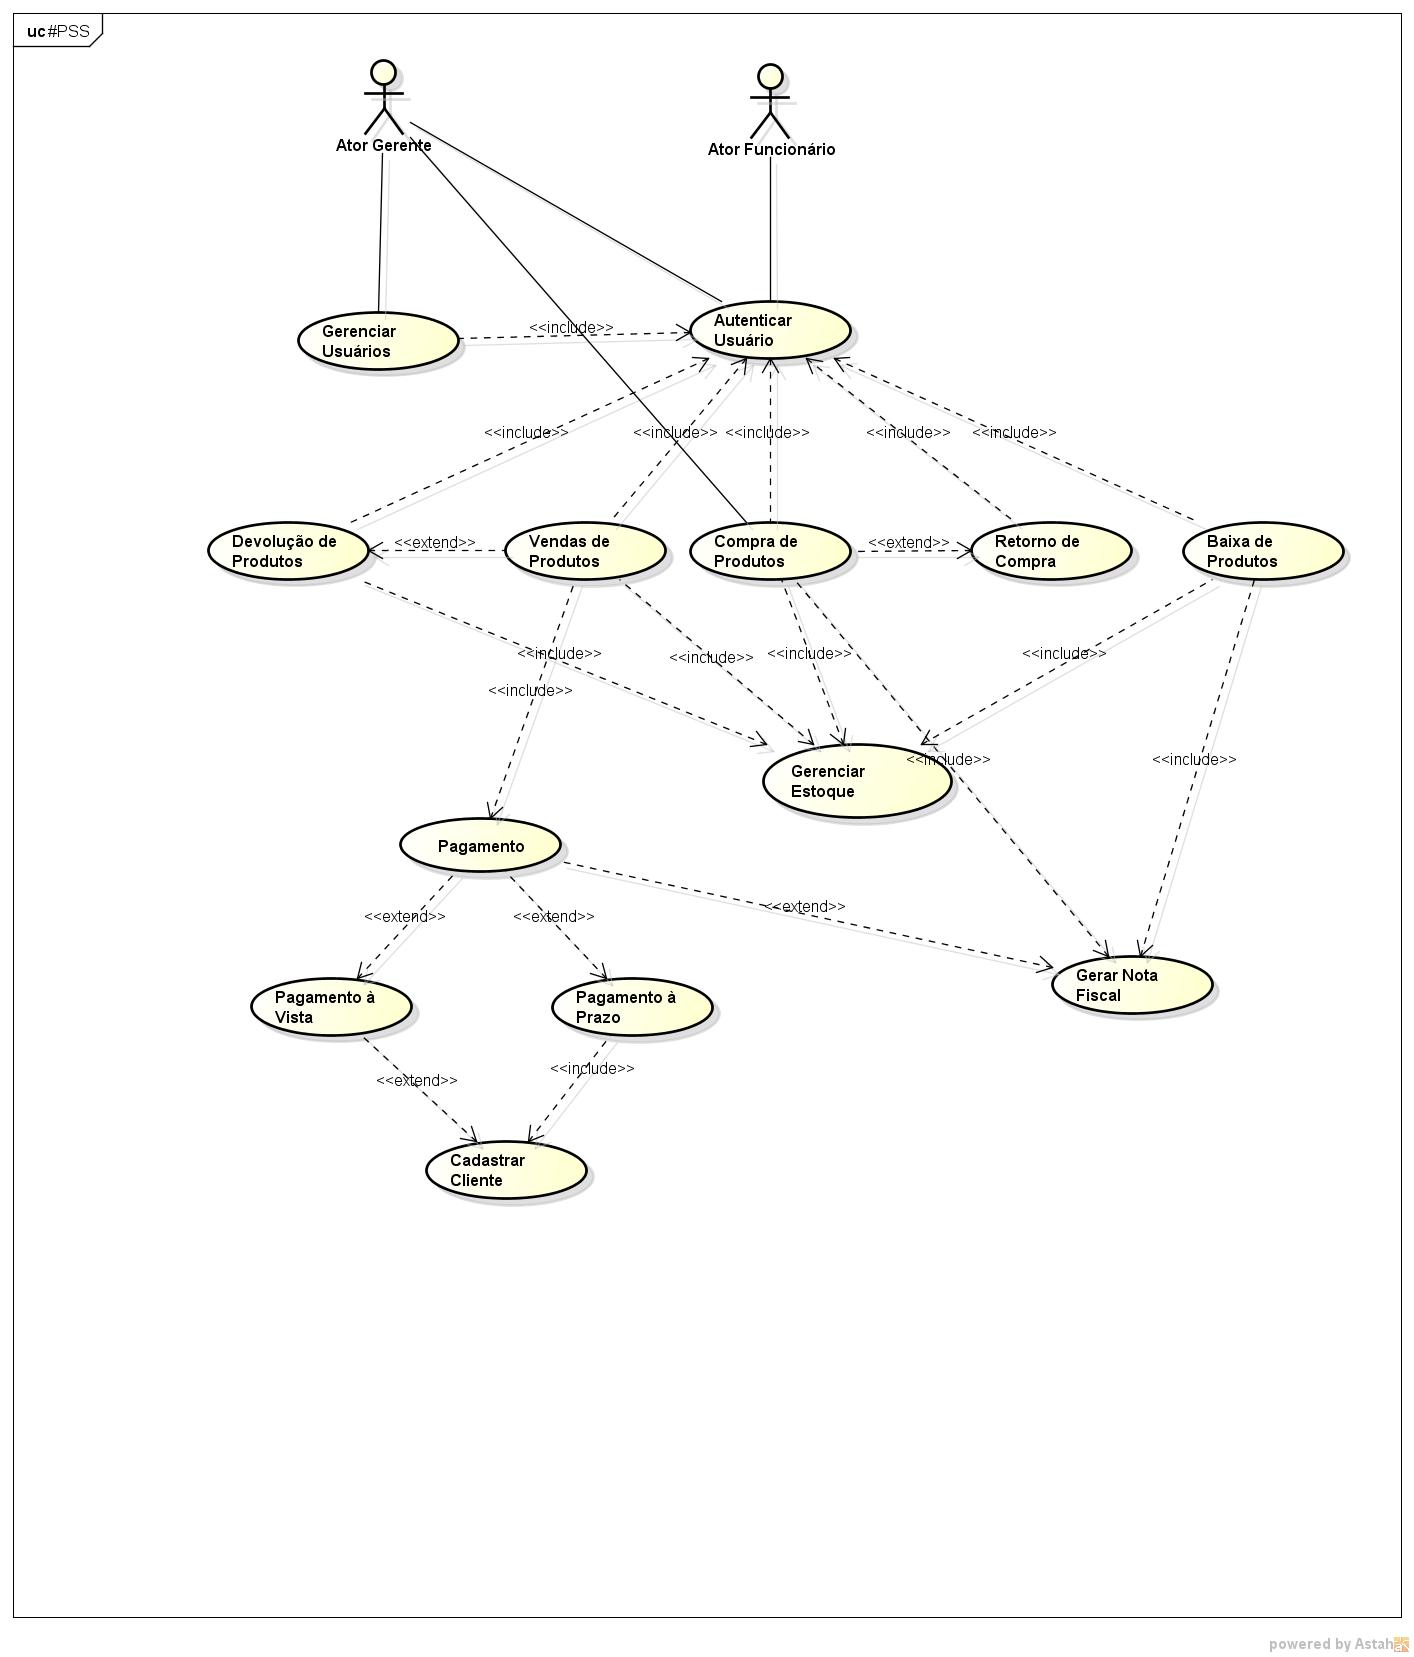 uc #PSS
Ator Gerente
Ator Funcionário
Autenticar
Usuário
Gerenciar
Usuários
<<include>>
<<include>>
<<include>>
<<include>>
<<include>>
<<include>>
Devolução de
Produtos
<<extend>>
Vendas de
Produtos
Compra de
Produtos
<<extend>>
Retorno de
Compra
Baixa de
Produtos
<<include>>
<<include>>
<<include>>
<<include>>
<<include>>
<<include>>
<<include>>
Gerenciar
Estoque
Pagamento
<<extend>>
<<extend>>
<<extend>>
Gerar Nota
Fiscal
Pagamento à
Vista
Pagamento à
Prazo
<<extend>>
<<include>>
Cadastrar
Cliente
powered by Astah